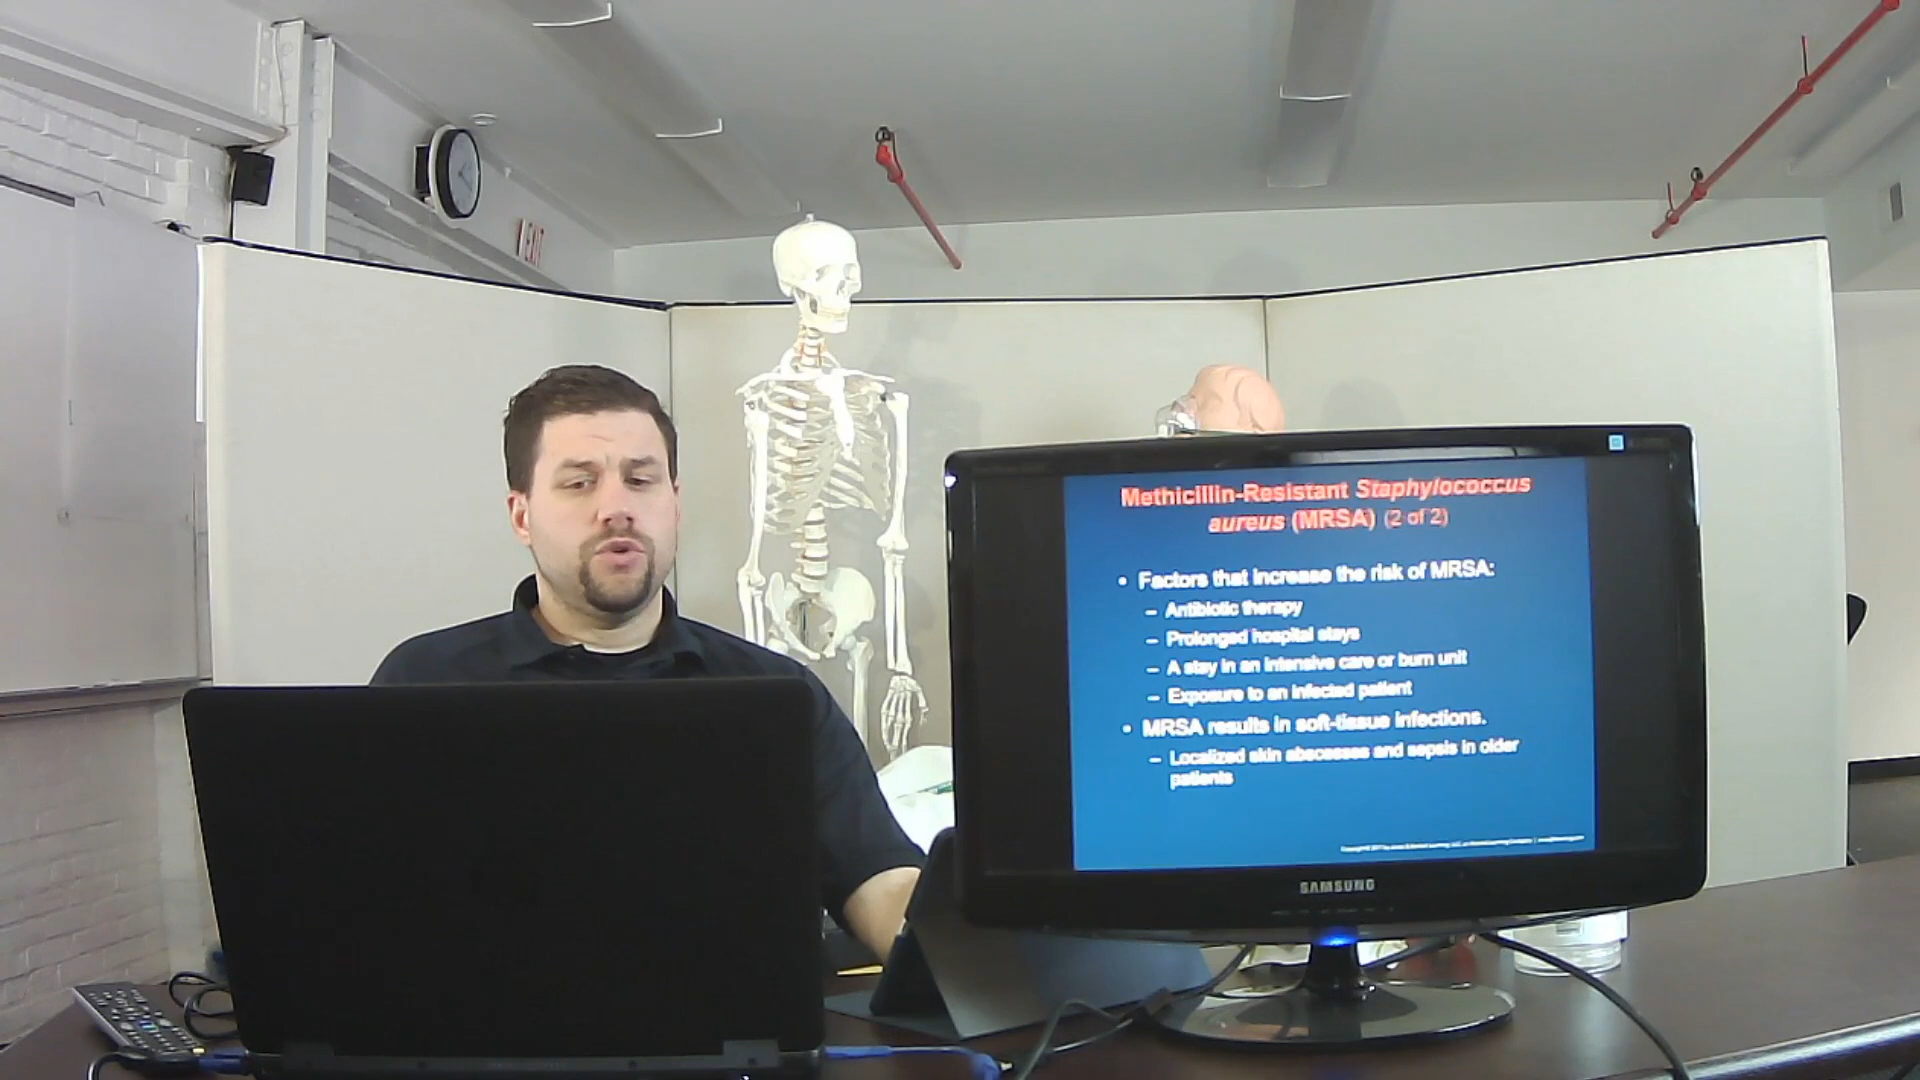 EXIT
Methicillin-Resistant Staphylococcus
aureus (MRSA) (2 of 2)
• Factors that increase the risk of MRSA:
– Antibiotic therapy
– Prolonged hospital stays
– A stay in an intensive care or burn unit
– Exposure to an infected patient
• MRSA results in soft-tissue infections.
– Localized skin abscesses and sepsis in older
patients
SAMSUNG